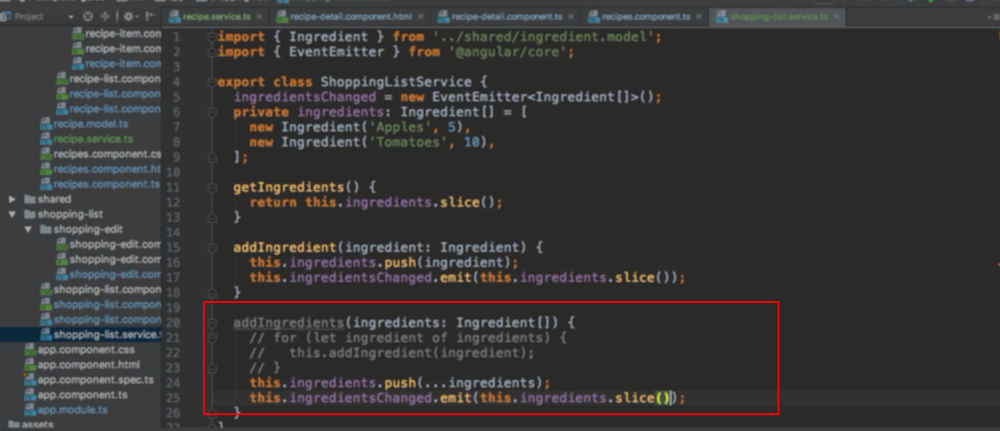 Project
recipe.service.ts
recipe-detail.component.html
recipe-detail.component.ts
recipes.component.ts
shopping-list.service.ts
recipe-item.com
recipe-item.com
recipe-item.com
recipe-list.compon
recipe-list.compon
recipe-list.compon
recipe.model.ts
recipe.service.ts
recipes.component.cs
recipes.component.ht
recipes.component.ts
shared
shopping-list
shopping-edit
shopping-edit.com
shopping-edit.com
shopping-edit.com
shopping-list.compon
shopping-list.compon
shopping-list.compon
shopping-list.service.t
app.component.css
app.component.html
app.component.spec.ts
app.component.ts
app.module.ts
assets
1 import { Ingredient } from '../shared/ingredient.model';
2 import { EventEmitter } from '@angular/core';
3
4 export class ShoppingListService {
5 ingredientsChanged = new EventEmitter<Ingredient[]>();
6 private ingredients: Ingredient[] = [
7 new Ingredient('Apples', 5),
8 new Ingredient('Tomatoes', 10),
9 ];
10
11 getIngredients() {
12 return this.ingredients.slice();
13 }
14
15 addIngredient(ingredient: Ingredient) {
16 this.ingredients.push(ingredient);
17 this.ingredientsChanged.emit(this.ingredients.slice());
18 }
19
20 addIngredients(ingredients: Ingredient[]) {
21 // for (let ingredient of ingredients) {
22 //   this.addIngredient(ingredient);
23 // }
24 this.ingredients.push(...ingredients);
25 this.ingredientsChanged.emit(this.ingredients.slice());
26 }
27 }